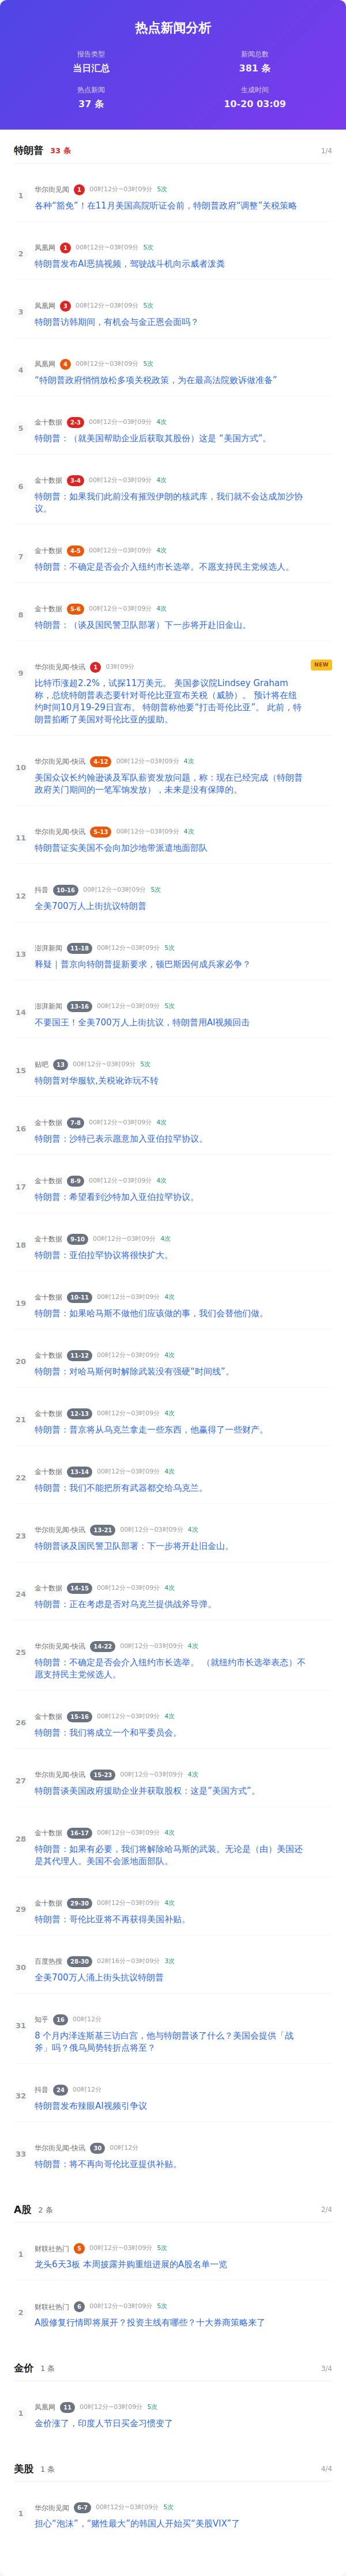 热点新闻分析
报告类型
新闻总数
当日汇总
381 条
热点新闻
生成时间
37 条
10-20 03:09
特朗普 33 条 1/4
1
华尔街见闻 1 00时12分~03时09分 5次
各种“豁免”！在11月美国高院听证会前，特朗普政府“调整”关税策略
2
凤凰网 1 00时12分~03时09分 5次
特朗普发布AI恶搞视频，驾驶战斗机向示威者泼粪
3
凤凰网 3 00时12分~03时09分 5次
特朗普访韩期间，有机会与金正恩会面吗？
4
凤凰网 4 00时12分~03时09分 5次
“特朗普政府悄悄放松多项关税政策，为在最高法院败诉做准备”
5
金十数据 2-3 00时12分~03时09分 4次
特朗普：（就美国帮助企业后获取其股份）这是 “美国方式”。
6
金十数据 3-4 00时12分~03时09分 4次
特朗普：如果我们此前没有摧毁伊朗的核武库，我们就不会达成加沙协
议。
7
金十数据 4-5 00时12分~03时09分 4次
特朗普：不确定是否会介入纽约市长选举。不愿支持民主党候选人。
8
金十数据 5-6 00时12分~03时09分 4次
特朗普：（谈及国民警卫队部署）下一步将开赴旧金山。
9
华尔街见闻-快讯 1 03时09分 NEW
比特币涨超2.2%，试探11万美元。 美国参议院Lindsey Graham
称，总统特朗普表态要针对哥伦比亚宣布关税（威胁）。 预计将在纽
约时间10月19-29日宣布。 特朗普称他要“打击哥伦比亚”。 此前，特
朗普掐断了美国对哥伦比亚的援助。
10
华尔街见闻-快讯 4-12 00时12分~03时09分 4次
美国众议长约翰逊谈及军队薪资发放问题，称：现在已经完成（特朗普
政府关门期间的一笔军饷发放），未来是没有保障的。
11
华尔街见闻-快讯 5-13 00时12分~03时09分 4次
特朗普证实美国不会向加沙地带派遣地面部队
12
抖音 10-16 00时12分~03时09分 5次
全美700万人上街抗议特朗普
13
澎湃新闻 11-18 00时12分~03时09分 5次
释疑｜普京向特朗普提新要求，顿巴斯因何成兵家必争？
14
澎湃新闻 13-16 00时12分~03时09分 5次
不要国王！全美700万人上街抗议，特朗普用AI视频回击
15
贴吧 13 00时12分~03时09分 5次
特朗普对华服软,关税讹诈玩不转
16
金十数据 7-8 00时12分~03时09分 4次
特朗普：沙特已表示愿意加入亚伯拉罕协议。
17
金十数据 8-9 00时12分~03时09分 4次
特朗普：希望看到沙特加入亚伯拉罕协议。
18
金十数据 9-10 00时12分~03时09分 4次
特朗普：亚伯拉罕协议将很快扩大。
19
金十数据 10-11 00时12分~03时09分 4次
特朗普：如果哈马斯不做他们应该做的事，我们会替他们做。
20
金十数据 11-12 00时12分~03时09分 4次
特朗普：对哈马斯何时解除武装没有强硬“时间线”。
21
金十数据 12-13 00时12分~03时09分 4次
特朗普：普京将从乌克兰拿走一些东西，他赢得了一些财产。
22
金十数据 13-14 00时12分~03时09分 4次
特朗普：我们不能把所有武器都交给乌克兰。
23
华尔街见闻-快讯 13-21 00时12分~03时09分 4次
特朗普谈及国民警卫队部署：下一步将开赴旧金山。
24
金十数据 14-15 00时12分~03时09分 4次
特朗普：正在考虑是否对乌克兰提供战斧导弹。
25
华尔街见闻-快讯 14-22 00时12分~03时09分 4次
特朗普：不确定是否会介入纽约市长选举。 （就纽约市长选举表态）不
愿支持民主党候选人。
26
金十数据 15-16 00时12分~03时09分 4次
特朗普：我们将成立一个和平委员会。
27
华尔街见闻-快讯 15-23 00时12分~03时09分 4次
特朗普谈美国政府援助企业并获取股权：这是“美国方式”。
28
金十数据 16-17 00时12分~03时09分 4次
特朗普：如果有必要，我们将解除哈马斯的武装。无论是（由）美国还
是其代理人。美国不会派地面部队。
29
金十数据 29-30 00时12分~03时09分 4次
特朗普：哥伦比亚将不再获得美国补贴。
30
百度热搜 28-30 02时16分~03时09分 3次
全美700万人涌上街头抗议特朗普
31
知乎 16 00时12分
8 个月内泽连斯基三访白宫，他与特朗普谈了什么？美国会提供「战
斧」吗？俄乌局势转折点将至？
32
抖音 24 00时12分
特朗普发布辣眼AI视频引争议
33
华尔街见闻-快讯 30 00时12分
特朗普：将不再向哥伦比亚提供补贴。
A股 2 条 2/4
1
财联社热门 5 00时12分~03时09分 5次
龙头6天3板 本周披露并购重组进展的A股名单一览
2
财联社热门 6 00时12分~03时09分 5次
A股修复行情即将展开？投资主线有哪些？十大券商策略来了
金价 1 条 3/4
1
凤凰网 11 00时12分~03时09分 5次
金价涨了，印度人节日买金习惯变了
美股 1 条 4/4
1
华尔街见闻 6-7 00时12分~03时09分 5次
担心“泡沫”，“赌性最大”的韩国人开始买“美股VIX”了